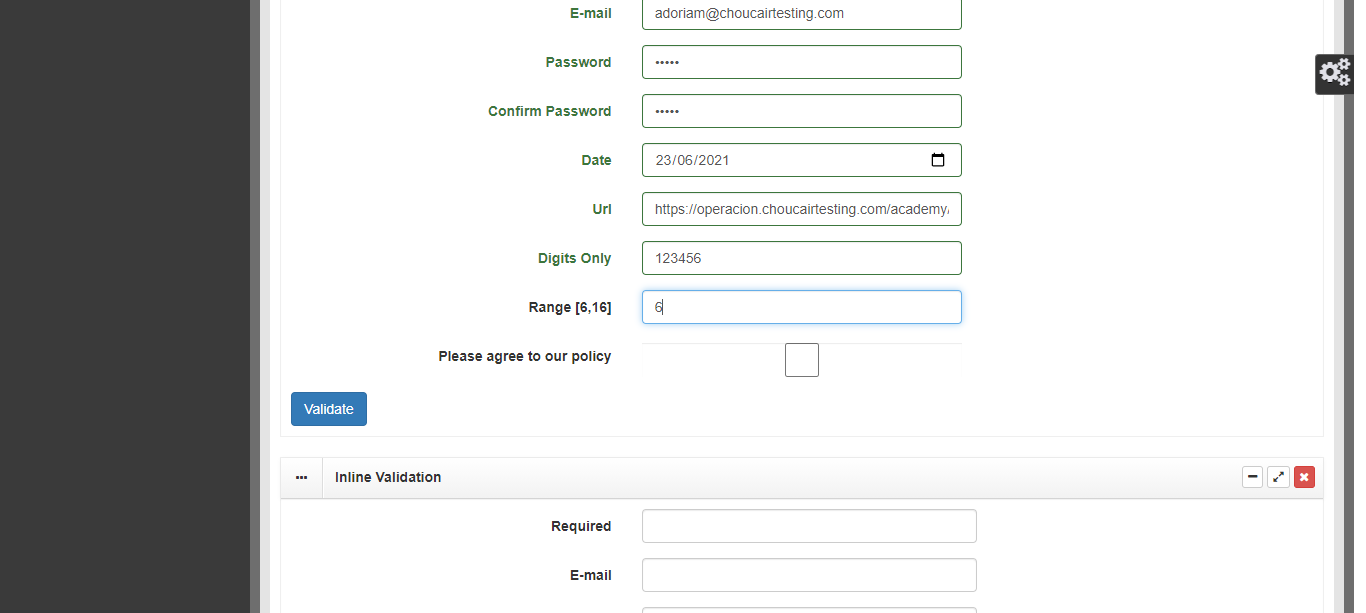 E-mail adoriam@choucairtesting.com
Password •••••
Confirm Password •••••
Date 23/06/2021
Url https://operacion.choucairtesting.com/academy/
Digits Only 123456
Range [6,16] 6
Please agree to our policy
Validate
Inline Validation
Required
E-mail